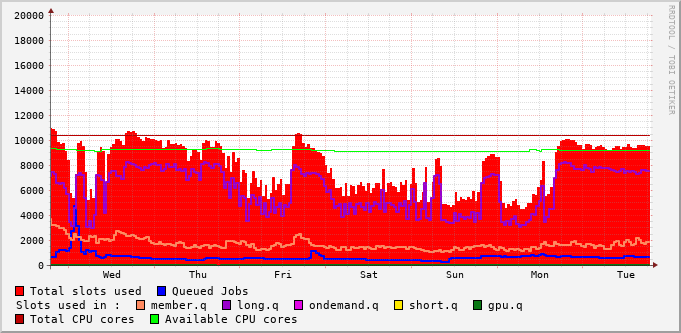 20000
18000
16000
14000
12000
10000
8000
6000
4000
2000
0
Wed Thu Fri Sat Sun Mon Tue
RRDTOOL / TOBI OETIKER
Total slots used Queued Jobs
Slots used in : member.q long.q ondemand.q short.q gpu.q
Total CPU cores Available CPU cores